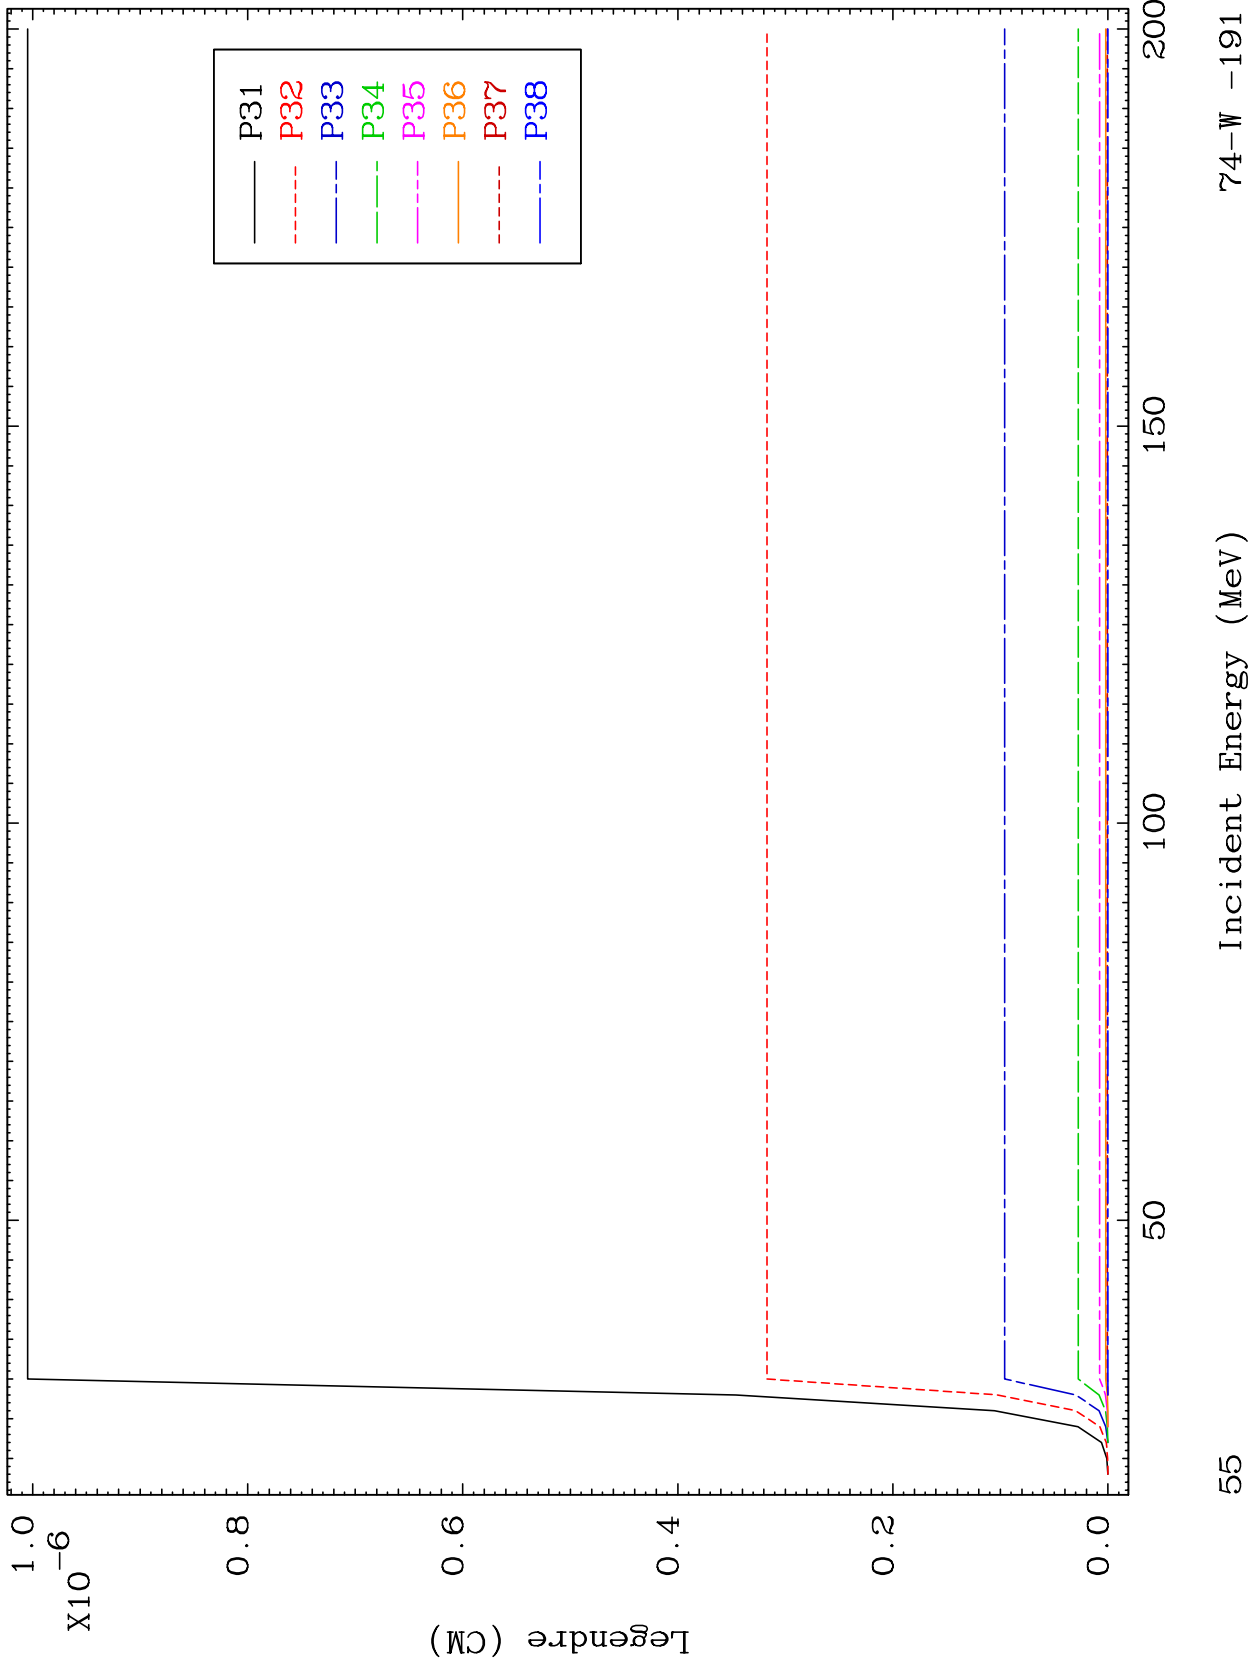 1.0
X10
-6
0.8
0.6
0.4
0.2
0.0
Legendre (CM)
P31
P32
P33
P34
P35
P36
P37
P38
50
100
150
200
55
Incident Energy (MeV)
74-W -191